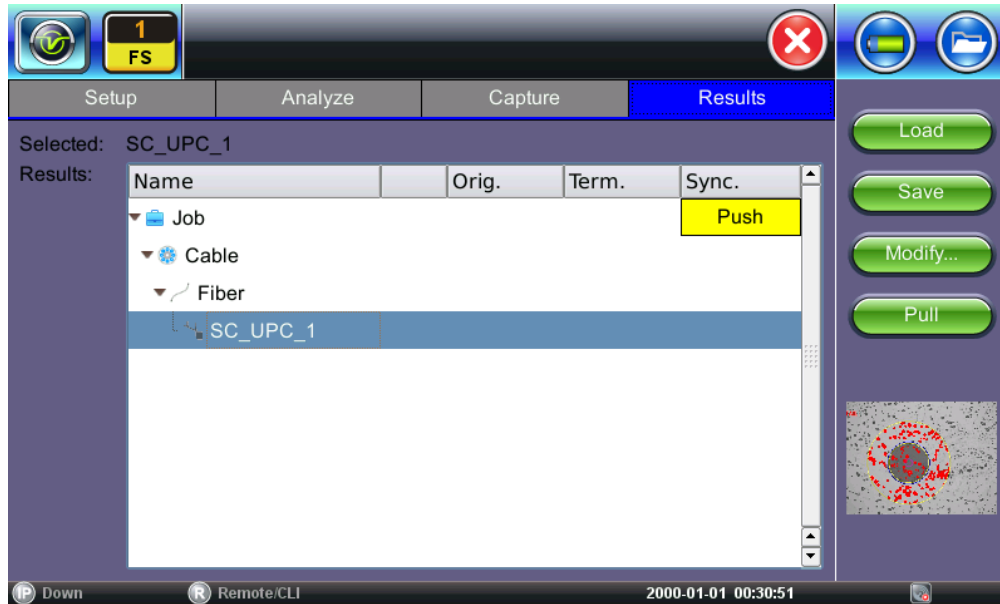 1
FS
Setup Analyze Capture Results
Selected: SC_UPC_1
Results:
Name Orig. Term. Sync.
Job Push
Cable
Fiber
SC_UPC_1
Load
Save
Modify...
Pull
IP Down R Remote/CLI 2000-01-01 00:30:51